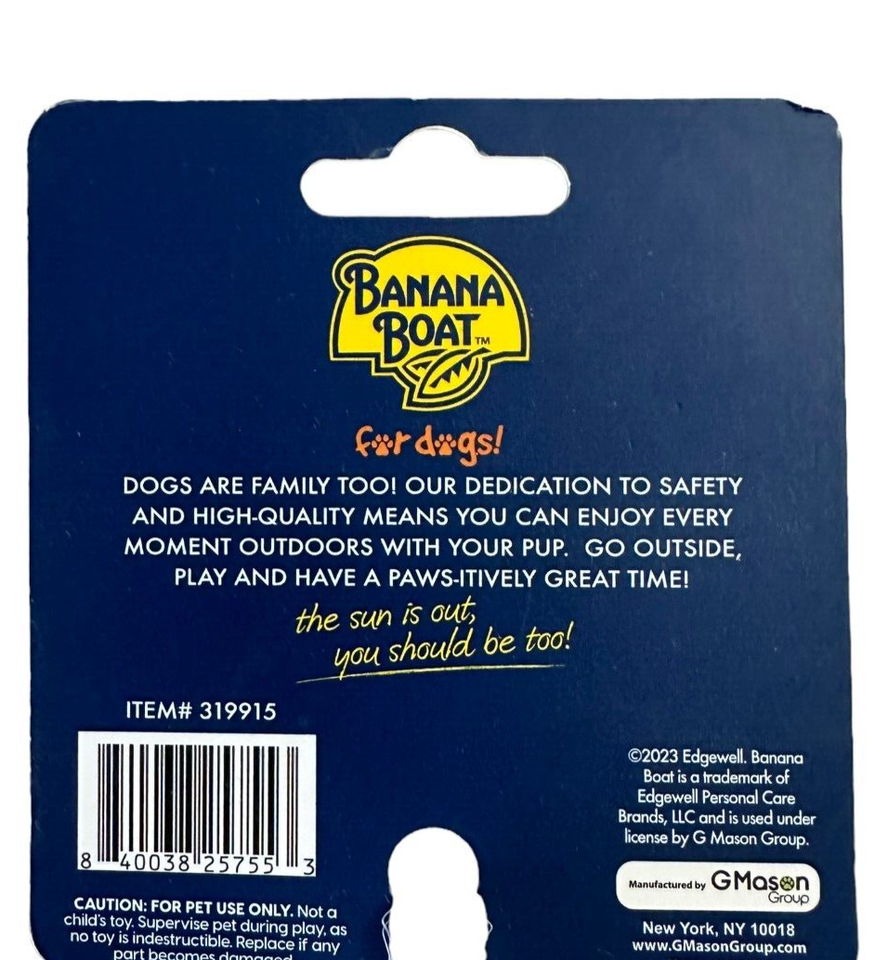 BANANA
BOAT™
for dogs!
DOGS ARE FAMILY TOO! OUR DEDICATION TO SAFETY
AND HIGH-QUALITY MEANS YOU CAN ENJOY EVERY
MOMENT OUTDOORS WITH YOUR PUP. GO OUTSIDE,
PLAY AND HAVE A PAWS-ITIVELY GREAT TIME!
the sun is out,
you should be too!
ITEM# 319915
8 40038 25755 3
CAUTION: FOR PET USE ONLY. Not a
child's toy. Supervise pet during play, as
no toy is indestructible. Replace if any
part becomes damaged
©2023 Edgewell. Banana
Boat is a trademark of
Edgewell Personal Care
Brands, LLC and is used under
license by G Mason Group.
Manufactured by GMason
Group
New York, NY 10018
www.GMasonGroup.com